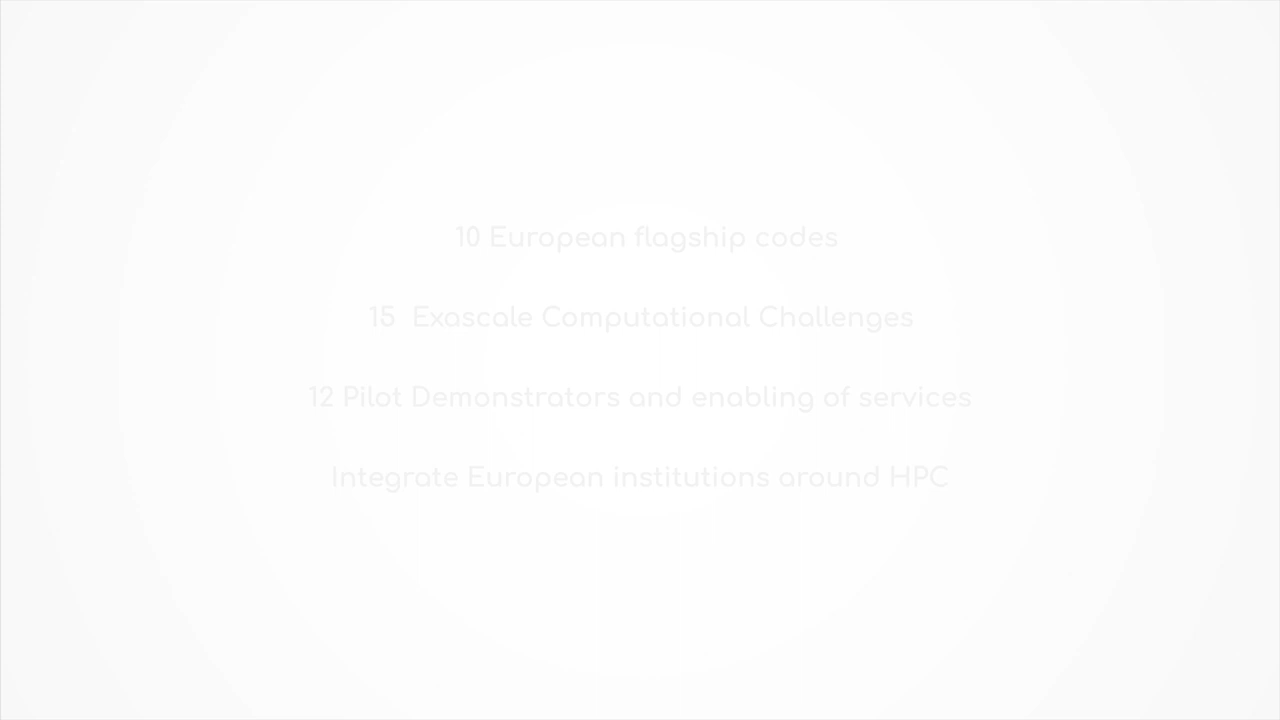 10 European flagship codes
15  Exascale Computational Challenges
12 Pilot Demonstrators and enabling of services
Integrate European institutions around HPC